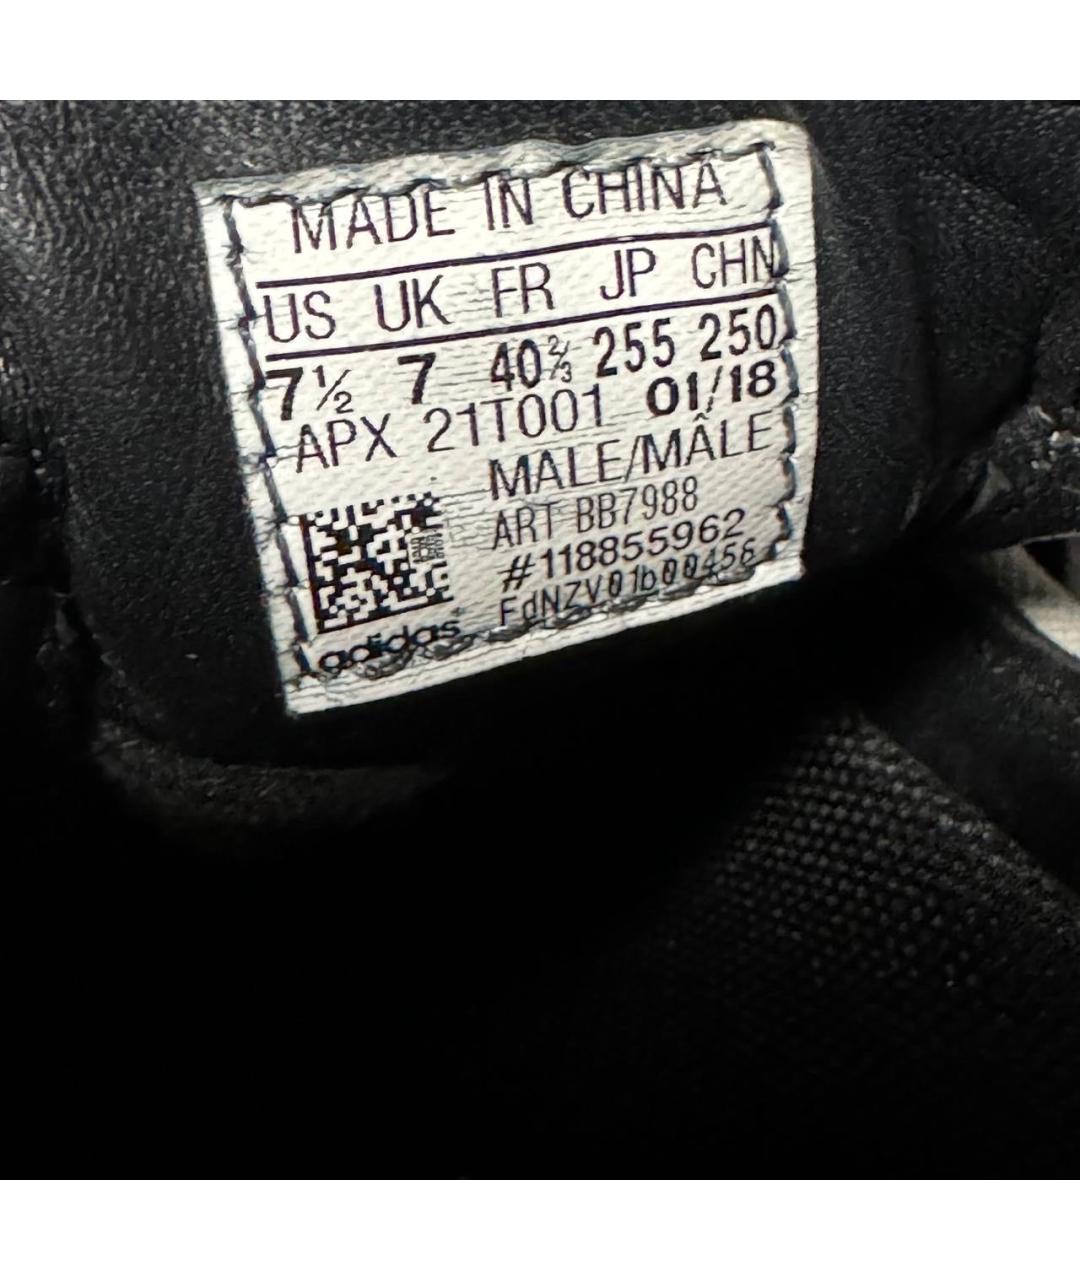 MADE IN CHINA
US UK FR JP CHN
7½ 7 40⅔ 255 250
APX 21T001 01/18
MALE/MÂLE
ART BB7988
#118855962
FdNZV01b00456
adidas